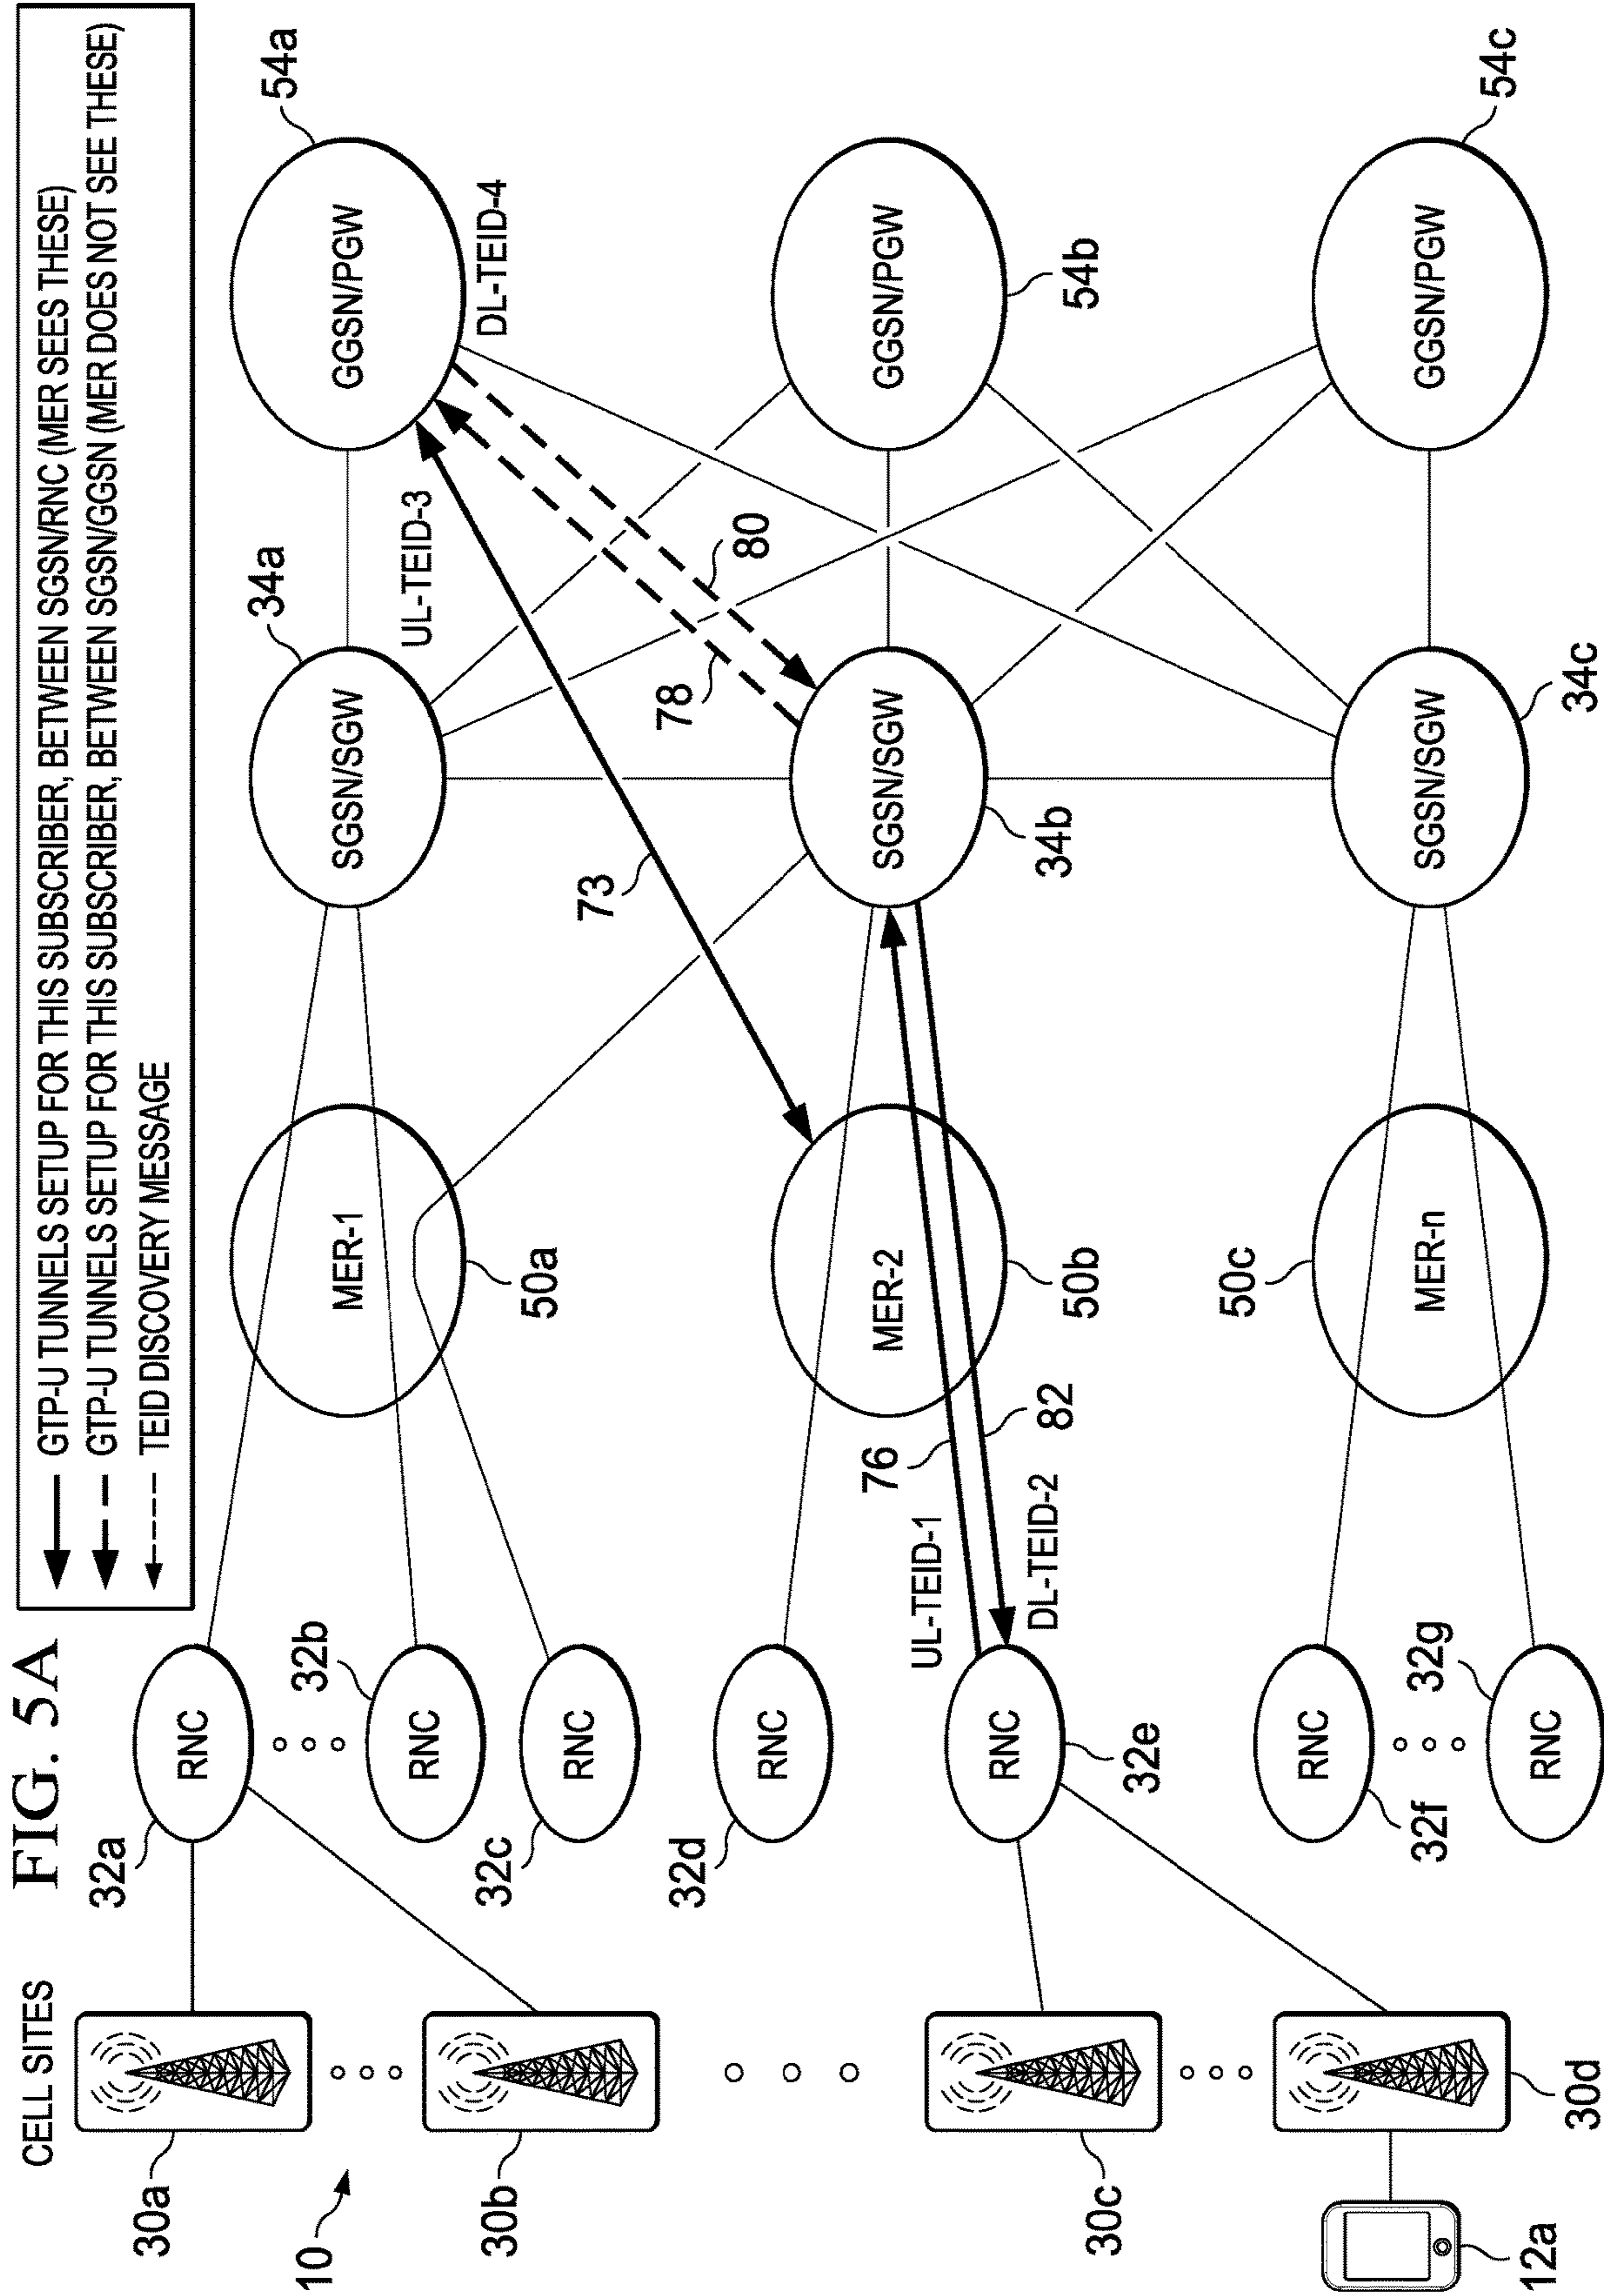 FIG. 5A
GTP-U TUNNELS SETUP FOR THIS SUBSCRIBER, BETWEEN SGSN/RNC (MER SEES THESE)
GTP-U TUNNELS SETUP FOR THIS SUBSCRIBER, BETWEEN SGSN/GGSN (MER DOES NOT SEE THESE)
TEID DISCOVERY MESSAGE
CELL SITES
30a
10
30b
30c
30d
12a
32a
RNC
32b
RNC
32c
RNC
32d
RNC
RNC
32e
32f
RNC
32g
RNC
UL-TEID-1
DL-TEID-2
76
82
MER-1
50a
MER-2
50b
50c
MER-n
73
34a
SGSN/SGW
SGSN/SGW
34b
SGSN/SGW
34c
UL-TEID-3
78
80
54a
GGSN/PGW
DL-TEID-4
GGSN/PGW
54b
GGSN/PGW
54c